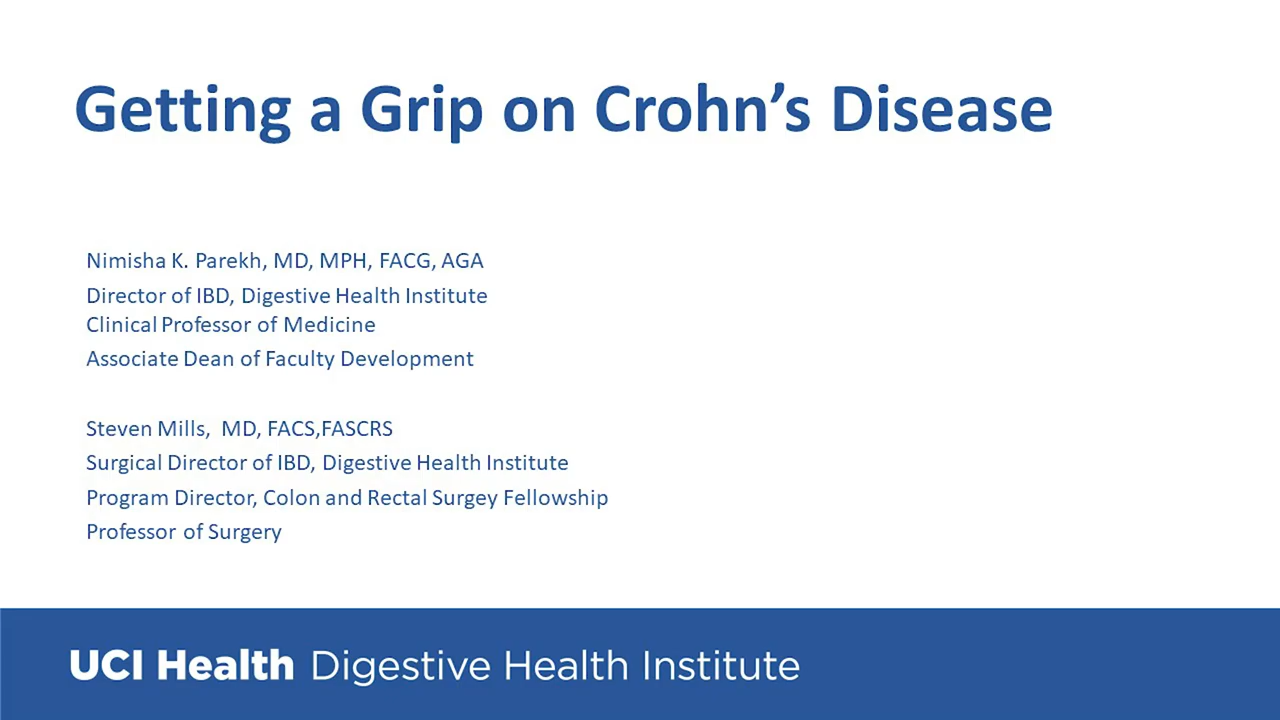 Getting a Grip on Crohn’s Disease
Nimisha K. Parekh, MD, MPH, FACG, AGA
Director of IBD, Digestive Health Institute
Clinical Professor of Medicine
Associate Dean of Faculty Development
Steven Mills,  MD, FACS,FASCRS
Surgical Director of IBD, Digestive Health Institute
Program Director, Colon and Rectal Surgey Fellowship
Professor of Surgery
UCI Health Digestive Health Institute